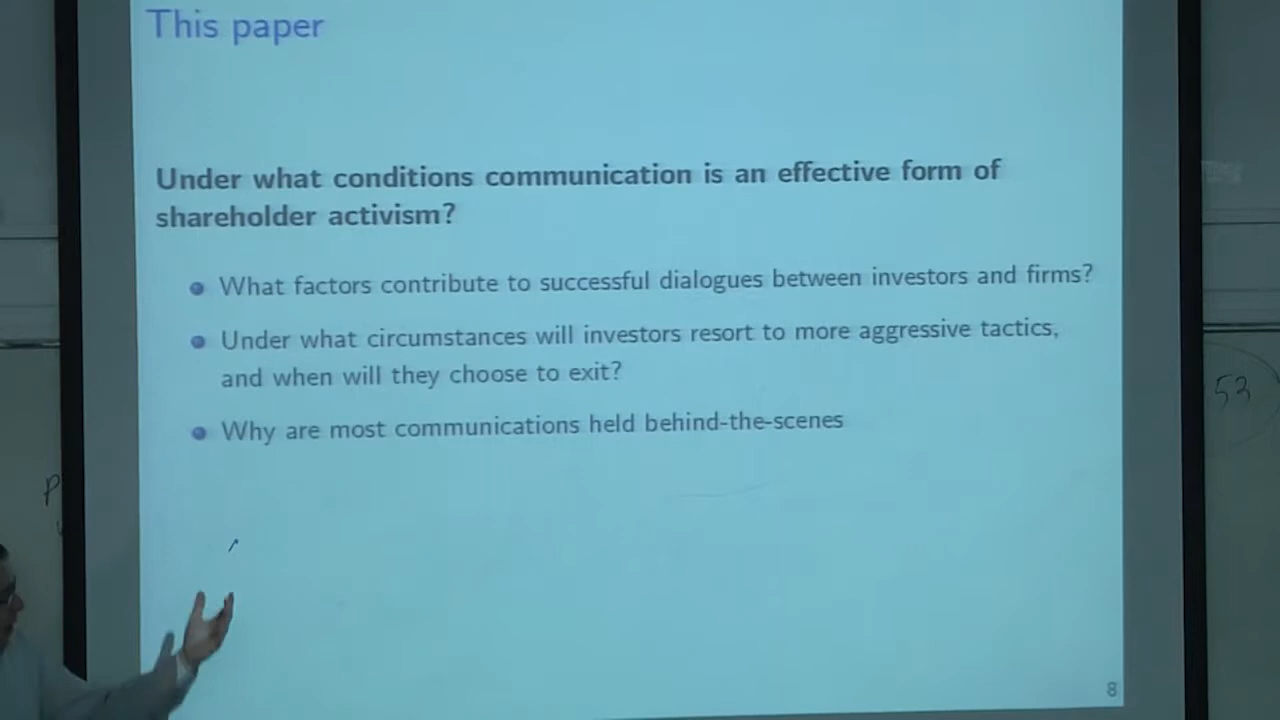 This paper
Under what conditions communication is an effective form of
shareholder activism?
What factors contribute to successful dialogues between investors and firms?
Under what circumstances will investors resort to more aggressive tactics,
and when will they choose to exit?
Why are most communications held behind-the-scenes
53
P
8